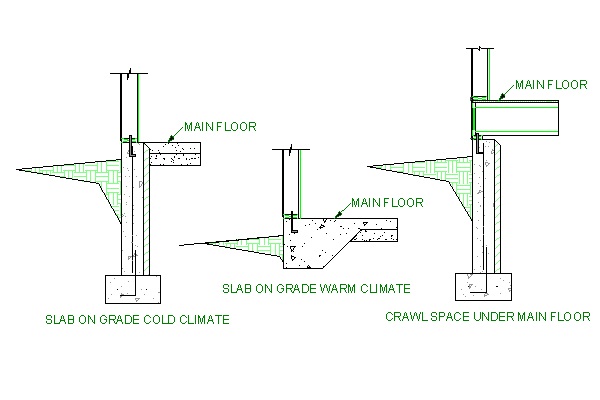 MAIN FLOOR
MAIN FLOOR
MAIN FLOOR
SLAB ON GRADE WARM CLIMATE
SLAB ON GRADE COLD CLIMATE
CRAWL SPACE UNDER MAIN FLOOR